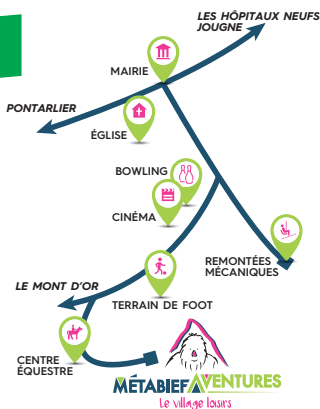 LES HÔPITAUX NEUFS
JOUGNE
MAIRIE
PONTARLIER
ÉGLISE
BOWLING
CINÉMA
REMONTÉES
MÉCANIQUES
LE MONT D'OR
TERRAIN DE FOOT
CENTRE
ÉQUESTRE
MÉTABIEF AVENTURES
Le village loisirs